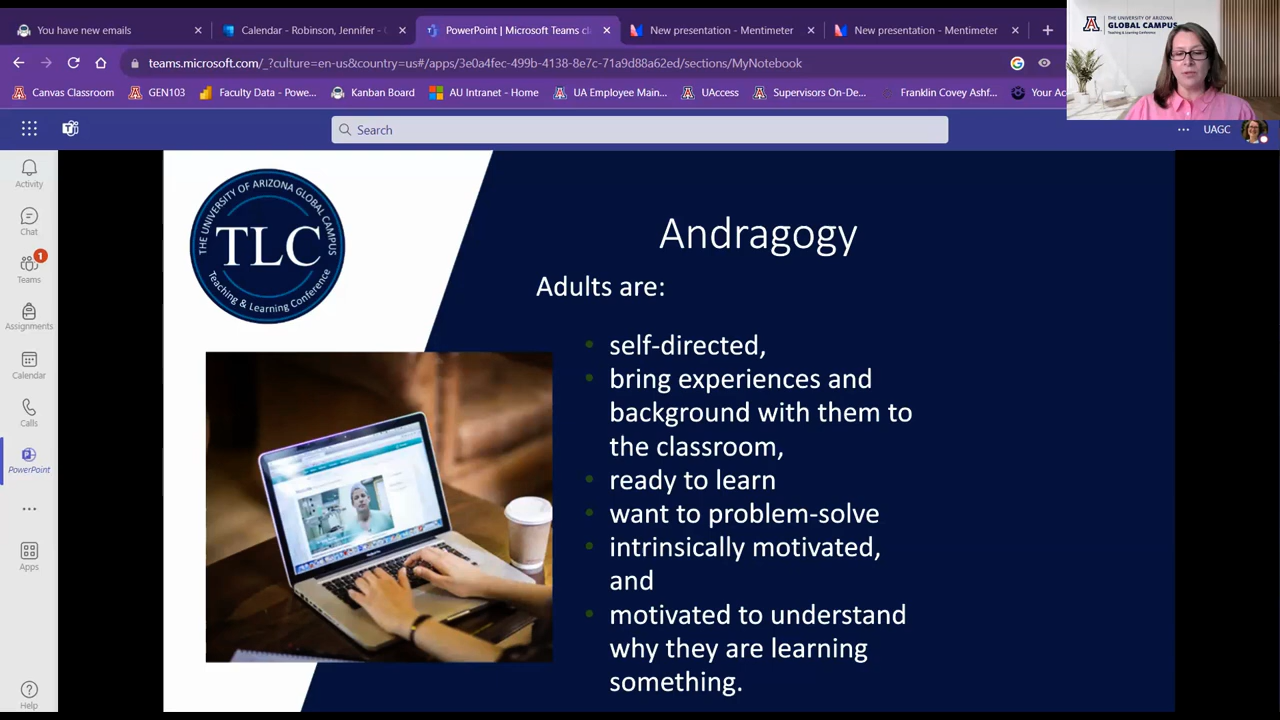 You have new emails
Calendar - Robinson, Jennifer -
PowerPoint | Microsoft Teams cl
New presentation - Mentimeter
New presentation - Mentimeter
teams.microsoft.com/_?culture=en-us&country=us#/apps/3e0a4fec-499b-4138-8e7c-71a9d88a62ed/sections/MyNotebook
Canvas Classroom
GEN103
Faculty Data - Powe...
Kanban Board
AU Intranet - Home
UA Employee Main...
UAccess
Supervisors On-De...
Franklin Covey Ashf...
Your Ac
THE UNIVERSITY OF ARIZONA
GLOBAL CAMPUS
Teaching & Learning Conference
Search
UAGC
Activity
Chat
1
Teams
Assignments
Calendar
Calls
PowerPoint
Apps
Help
THE UNIVERSITY OF ARIZONA GLOBAL CAMPUS
TLC
Teaching & Learning Conference
Andragogy
Adults are:
• self-directed,
• bring experiences and
background with them to
the classroom,
• ready to learn
• want to problem-solve
• intrinsically motivated,
and
• motivated to understand
why they are learning
something.